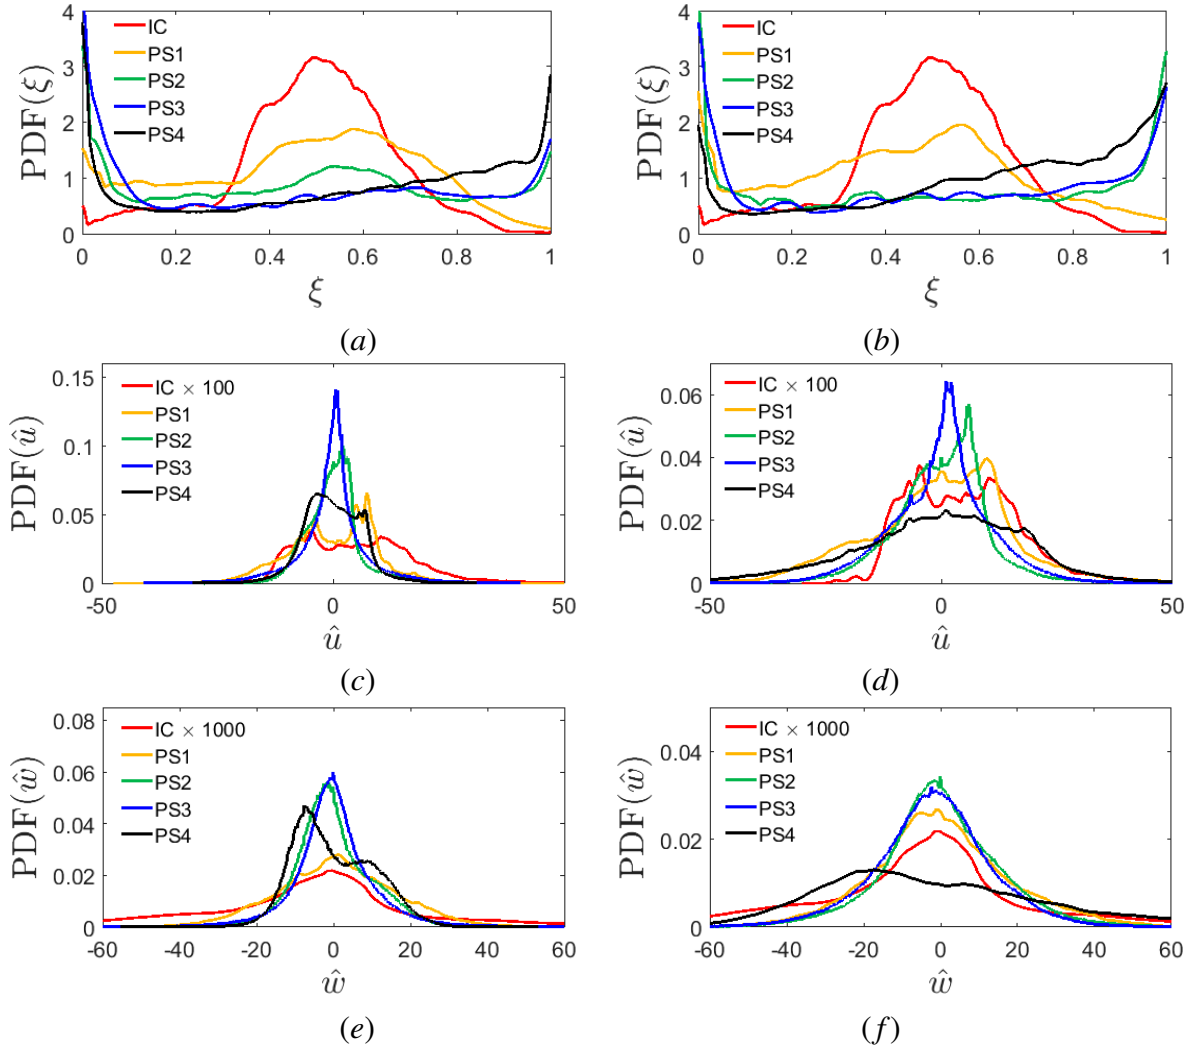 PDF(ξ)
4
3
2
1
0
IC
PS1
PS2
PS3
PS4
0 0.2 0.4 0.6 0.8 1
ξ
(a)
PDF(ξ)
4
3
2
1
0
IC
PS1
PS2
PS3
PS4
0 0.2 0.4 0.6 0.8 1
ξ
(b)
PDF(û)
0.15
0.10
0.05
0
IC × 100
PS1
PS2
PS3
PS4
-50 0 50
û
(c)
PDF(û)
0.06
0.04
0.02
0
IC × 100
PS1
PS2
PS3
PS4
-50 0 50
û
(d)
PDF(ŵ)
0.08
0.06
0.04
0.02
0
IC × 1000
PS1
PS2
PS3
PS4
-60 -40 -20 0 20 40 60
ŵ
(e)
PDF(ŵ)
0.04
0.02
0
IC × 1000
PS1
PS2
PS3
PS4
-60 -40 -20 0 20 40 60
ŵ
(f)